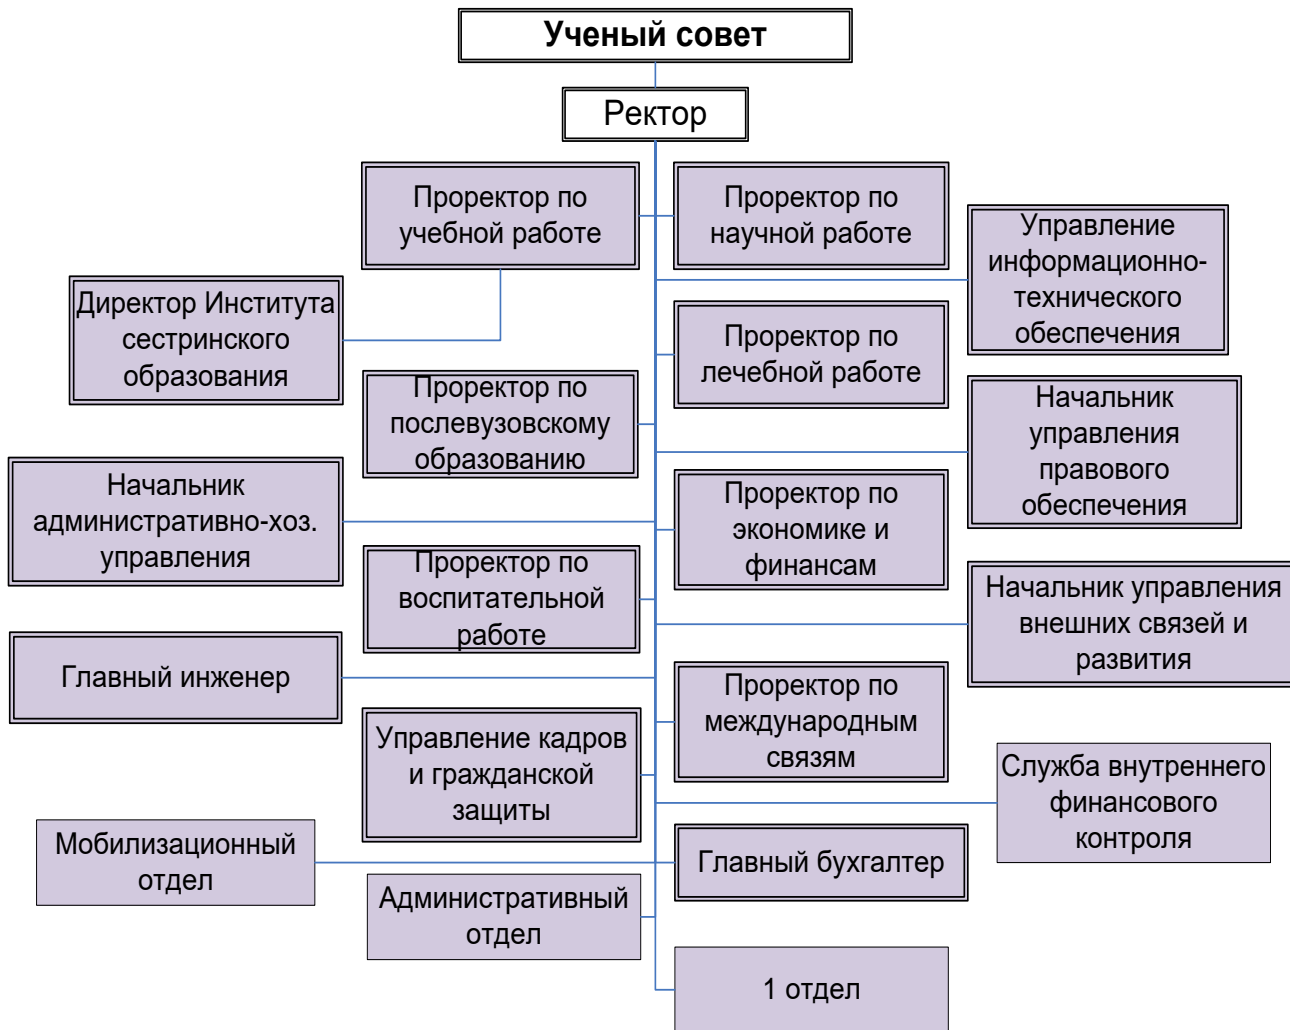 Ученый совет
Ректор
Проректор по
учебной работе
Проректор по
научной работе
Управление
информационно-
технического
обеспечения
Директор Института
сестринского
образования
Проректор по
лечебной работе
Проректор по
послевузовскому
образованию
Начальник
управления
правового
обеспечения
Начальник
административно-хоз.
управления
Проректор по
экономике и
финансам
Проректор по
воспитательной
работе
Начальник управления
внешних связей и
развития
Главный инженер
Проректор по
международным
связям
Управление кадров
и гражданской
защиты
Служба внутреннего
финансового
контроля
Мобилизационный
отдел
Главный бухгалтер
Административный
отдел
1 отдел